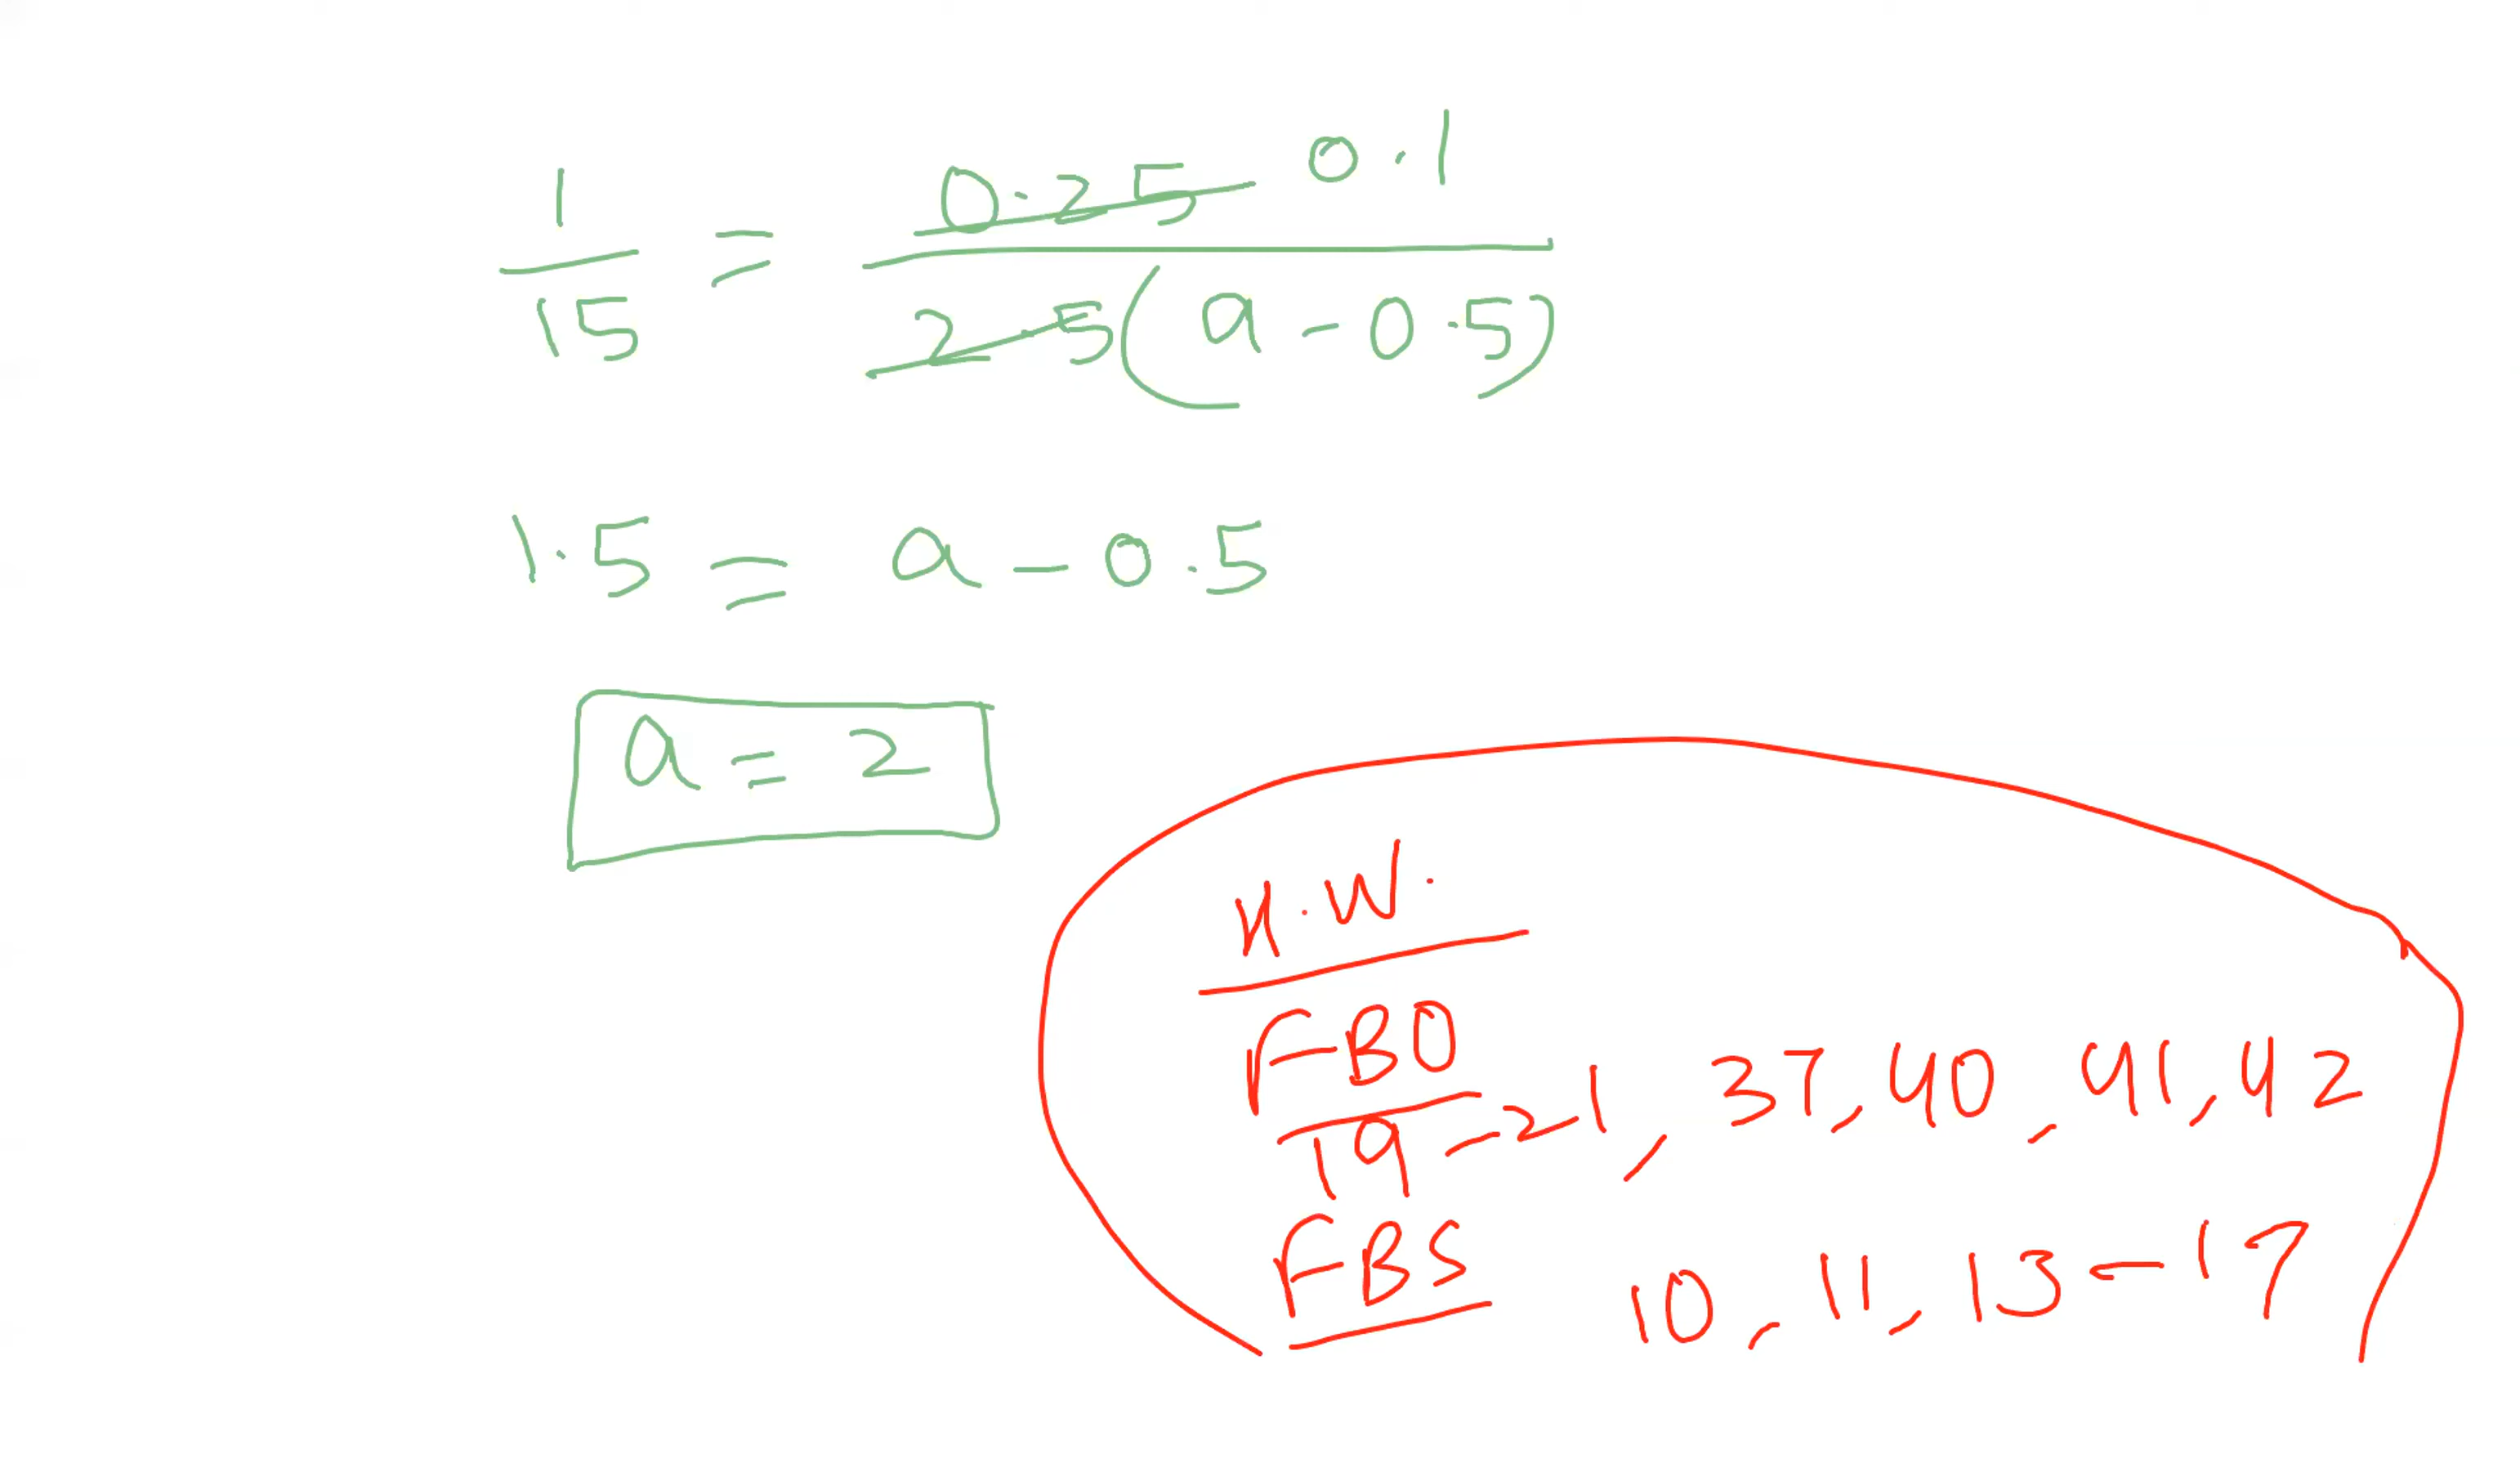 1/15 = 0.25 0.1 / 2.5(a - 0.5)
1.5 = a - 0.5
a = 2
H.W.
FBO
19 - 21, 37, 40, 41, 42
FBS 10, 11, 13 - 17